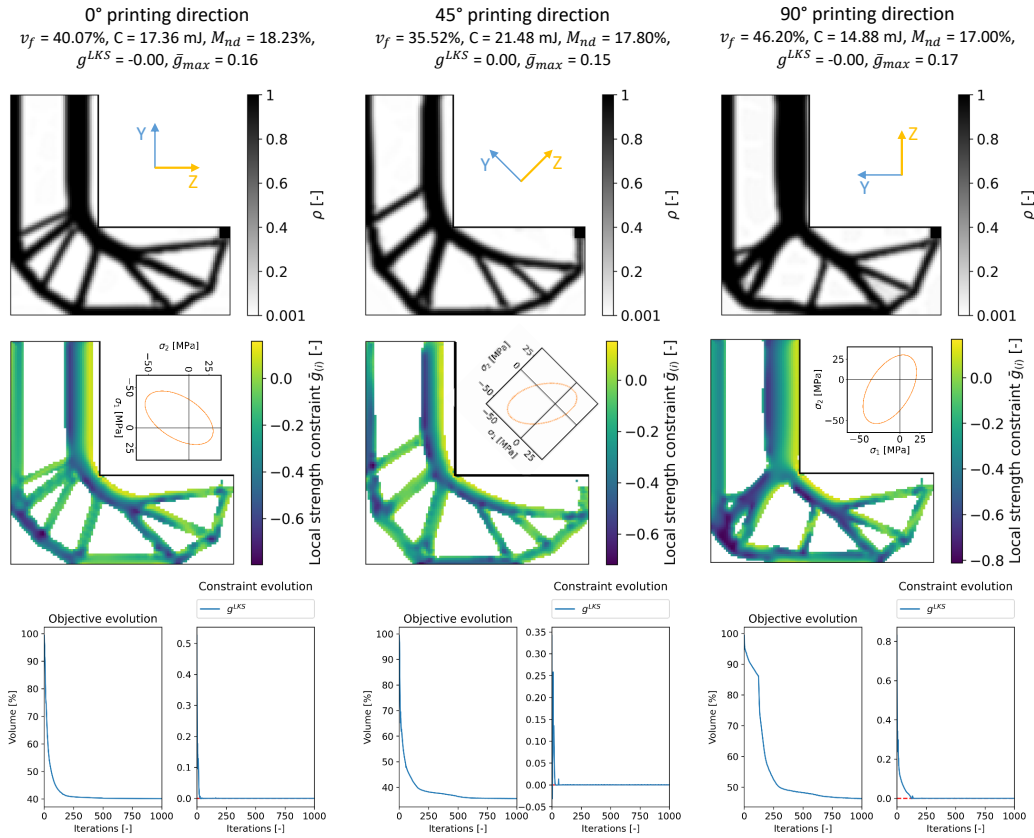 0° printing direction
v_f = 40.07%, C = 17.36 mJ, M_nd = 18.23%,
g^LKS = -0.00, ḡ_max = 0.16
45° printing direction
v_f = 35.52%, C = 21.48 mJ, M_nd = 17.80%,
g^LKS = 0.00, ḡ_max = 0.15
90° printing direction
v_f = 46.20%, C = 14.88 mJ, M_nd = 17.00%,
g^LKS = -0.00, ḡ_max = 0.17
Y
Z
1
0.8
0.6
0.4
0.2
0.001
ρ [-]
Y
Z
1
0.8
0.6
0.4
0.2
0.001
ρ [-]
Z
Y
1
0.8
0.6
0.4
0.2
0.001
ρ [-]
σ₂ [MPa]
−50
0
25
σ₁ [MPa]
−50
0
25
0.0
−0.2
−0.4
−0.6
Local strength constraint ḡ_(i) [-]
σ₂ [MPa]
25
0
−50
σ₁ [MPa]
−50
0
25
0.0
−0.2
−0.4
−0.6
Local strength constraint ḡ_(i) [-]
σ₂ [MPa]
25
0
−50
−50
0
25
σ₁ [MPa]
0.0
−0.2
−0.4
−0.6
−0.8
Local strength constraint ḡ_(i) [-]
Objective evolution
Volume [%]
100
90
80
70
60
50
40
0 250 500 750 1000
Iterations [-]
Constraint evolution
g^LKS
0.5
0.4
0.3
0.2
0.1
0.0
0 250 500 750 1000
Iterations [-]
Objective evolution
Volume [%]
100
90
80
70
60
50
40
0 250 500 750 1000
Iterations [-]
Constraint evolution
g^LKS
0.35
0.30
0.25
0.20
0.15
0.10
0.05
0.00
−0.05
0 250 500 750 1000
Iterations [-]
Objective evolution
Volume [%]
100
90
80
70
60
50
0 250 500 750 1000
Iterations [-]
Constraint evolution
g^LKS
0.8
0.6
0.4
0.2
0.0
0 250 500 750 1000
Iterations [-]